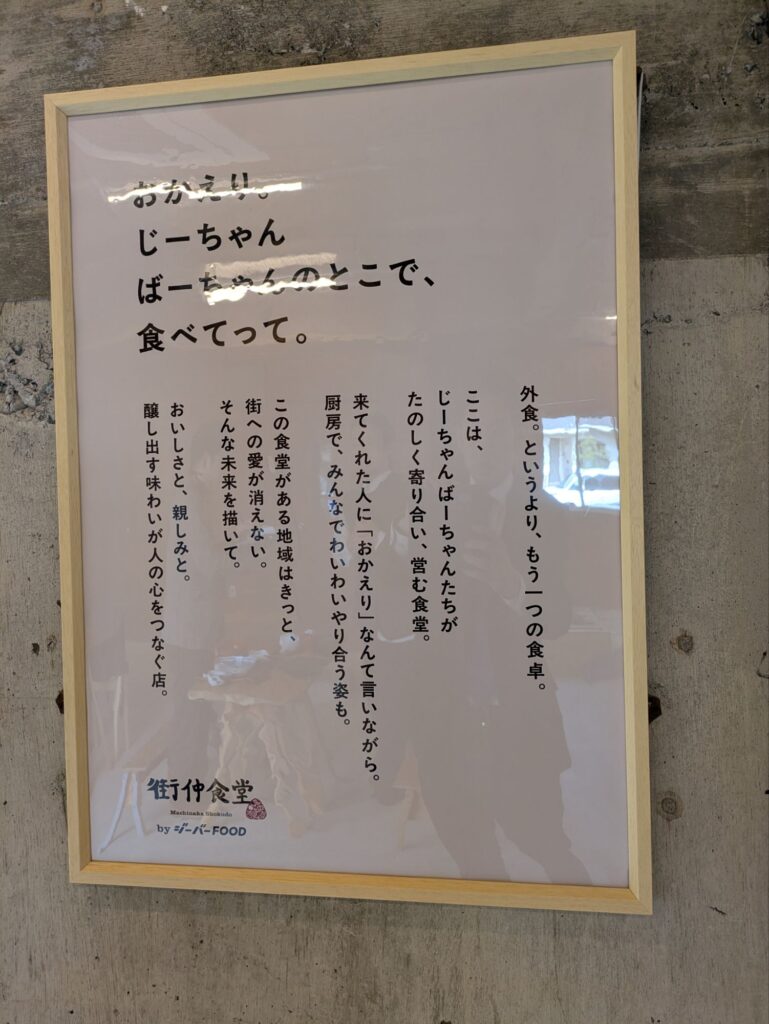 おかえり。
じーちゃん
ばーちゃんのとこで、
食べてって。
外食。というより、もう一つの食卓。
ここは、
じーちゃんばーちゃんたちが
たのしく寄り合い、営む食堂。
来てくれた人に「おかえり」なんて言いながら。
厨房で、みんなでわいわいやり合う姿も。
この食堂がある地域はきっと、
街への愛が消えない。
そんな未来を描いて。
おいしさと、親しみと。
醸し出す味わいが人の心をつなぐ店。
街仲食堂
Machinaka Shokudo
by ジーバーFOOD